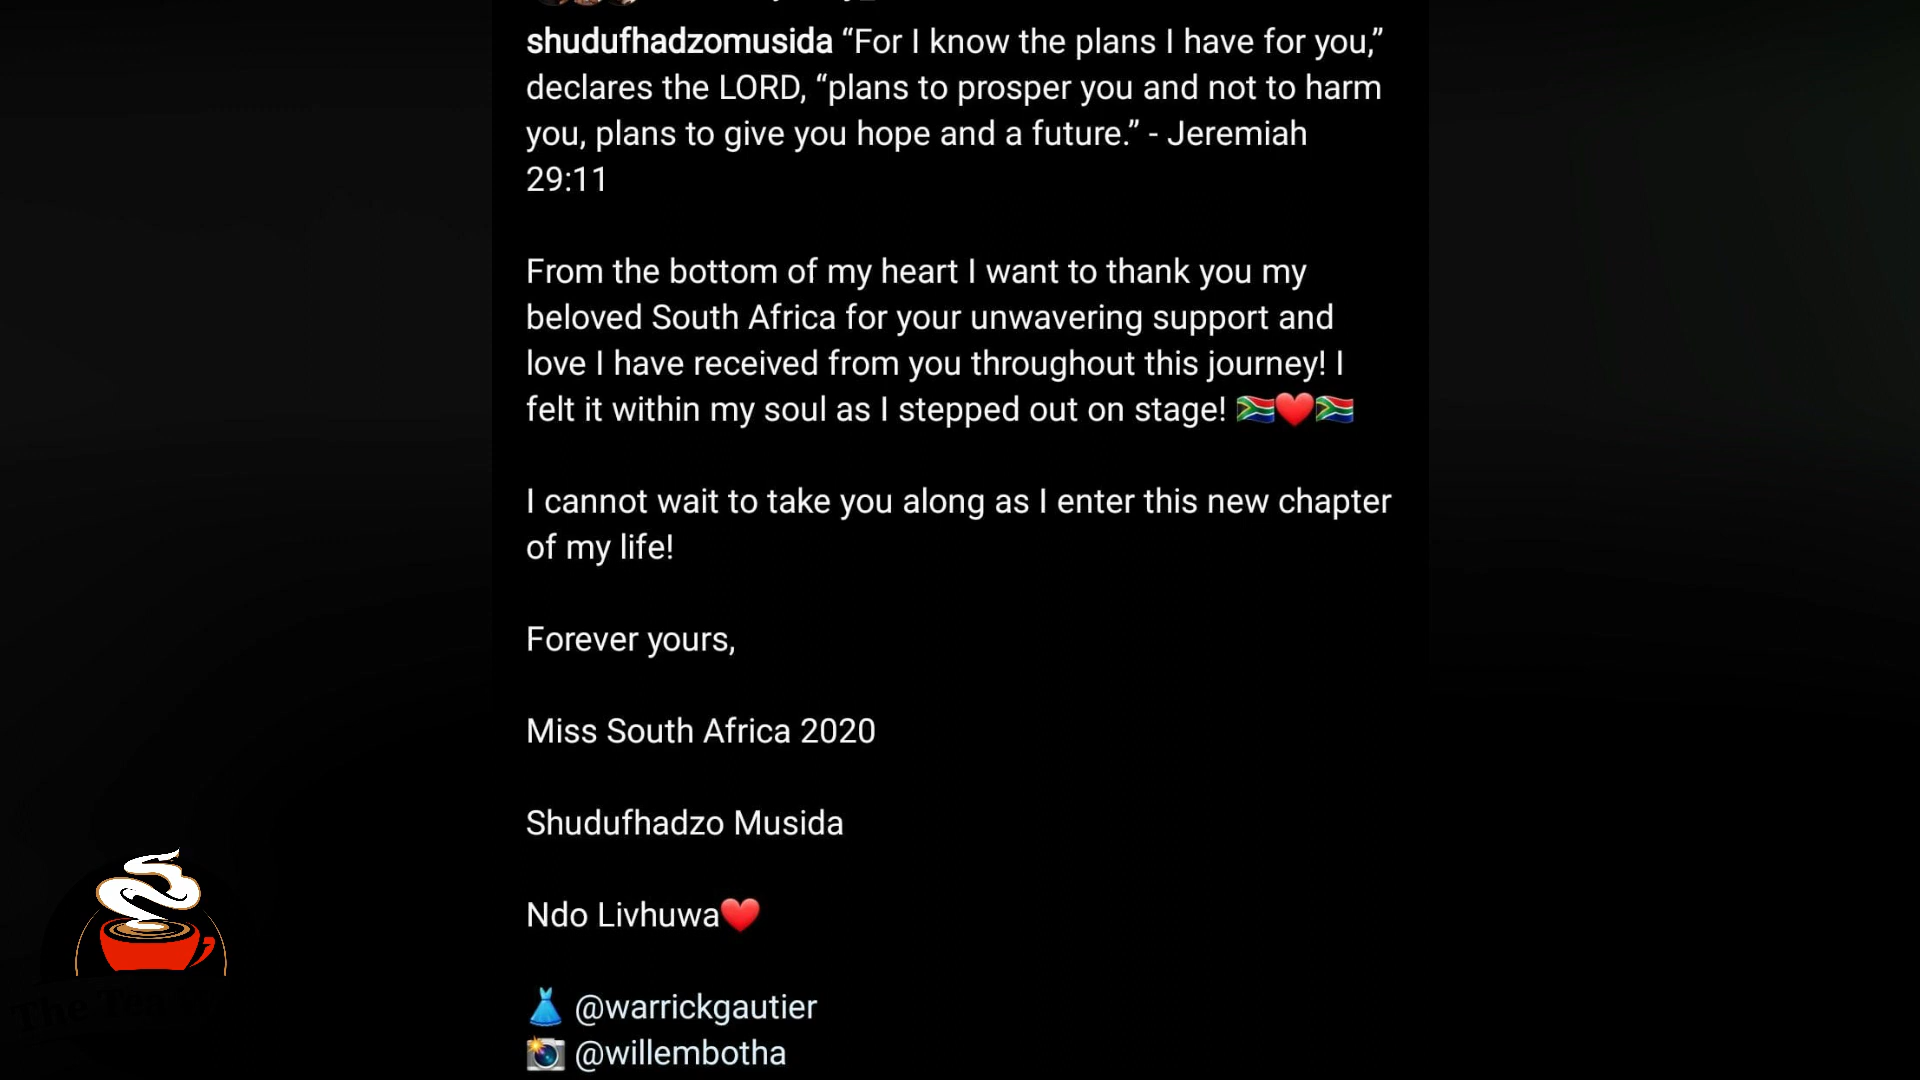 shudufhadzomusida “For I know the plans I have for you,”
declares the LORD, “plans to prosper you and not to harm
you, plans to give you hope and a future.” - Jeremiah
29:11
From the bottom of my heart I want to thank you my
beloved South Africa for your unwavering support and
love I have received from you throughout this journey! I
felt it within my soul as I stepped out on stage! 🇿🇦❤️🇿🇦
I cannot wait to take you along as I enter this new chapter
of my life!
Forever yours,
Miss South Africa 2020
Shudufhadzo Musida
Ndo Livhuwa❤️
👗 @warrickgautier
📸 @willembotha
The Tea